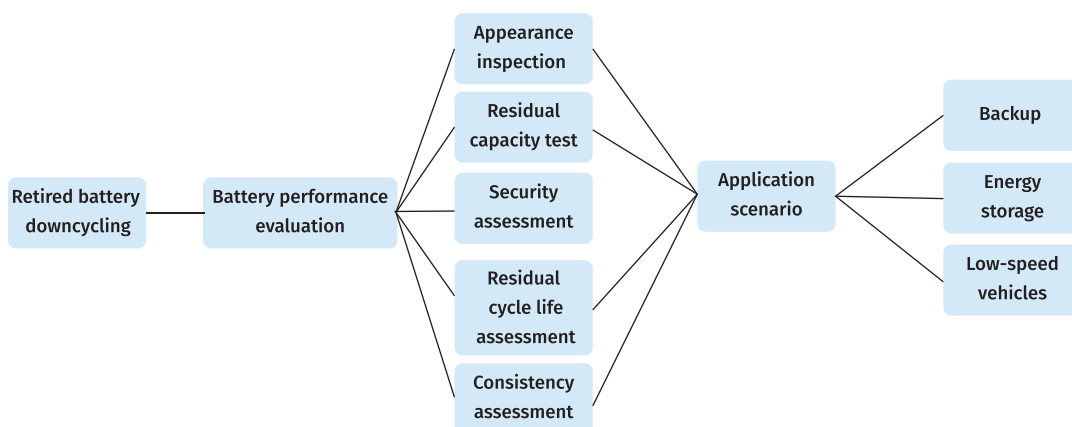 Retired battery
downcycling
Battery performance
evaluation
Appearance
inspection
Residual
capacity test
Security
assessment
Residual
cycle life
assessment
Consistency
assessment
Application
scenario
Backup
Energy
storage
Low-speed
vehicles